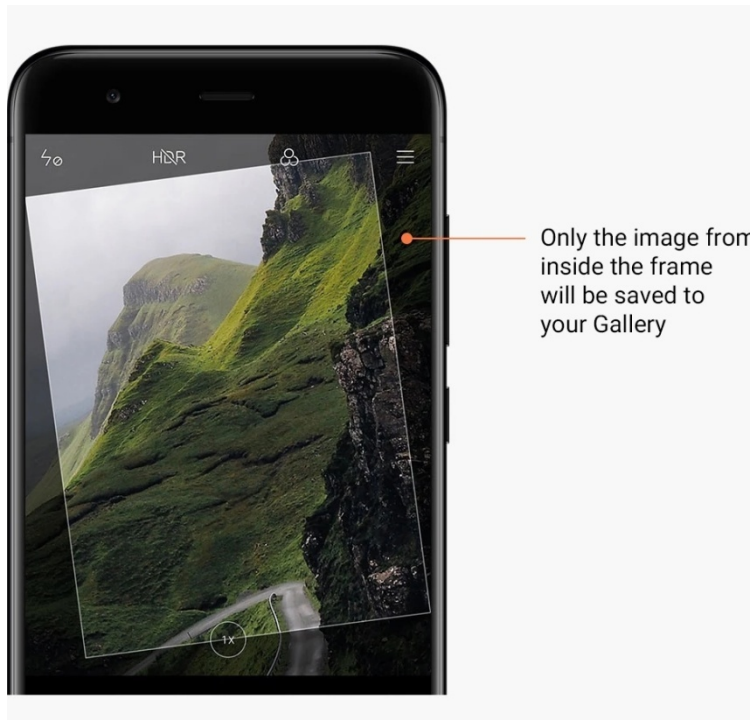 HDR
1X
Only the image from
inside the frame
will be saved to
your Gallery